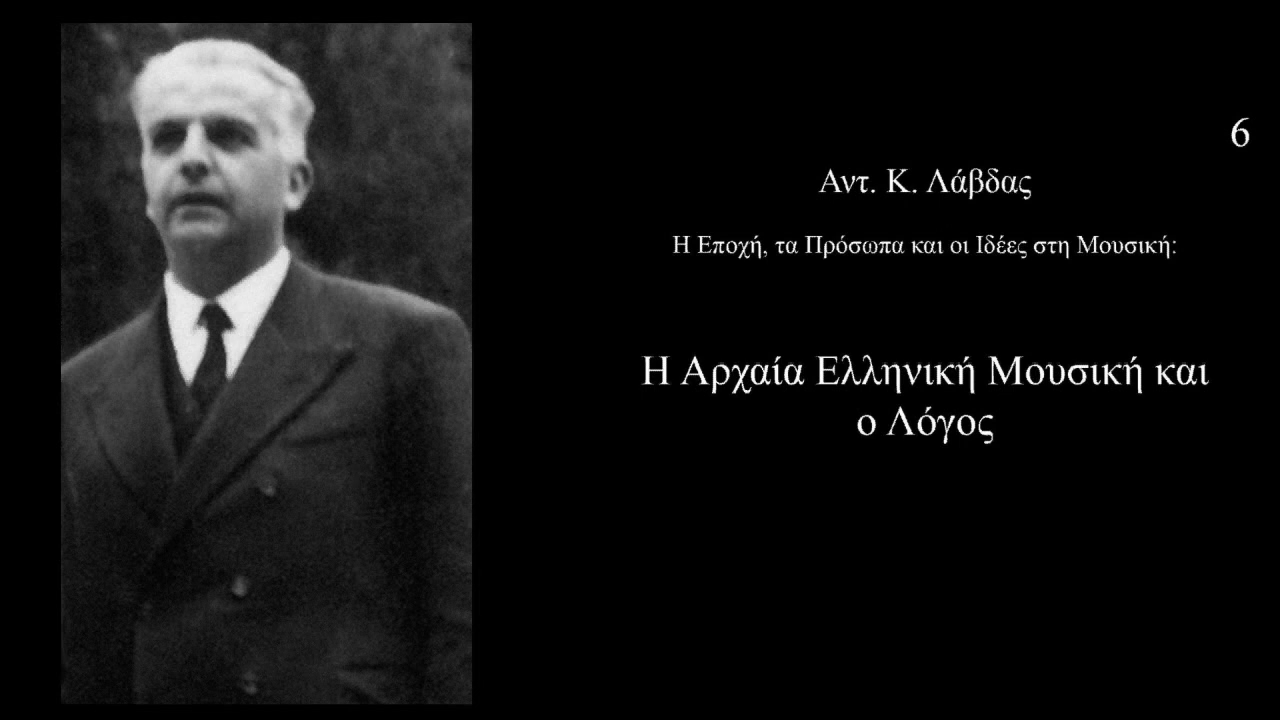 6
Αντ. Κ. Λάβδας
Η Εποχή, τα Πρόσωπα και οι Ιδέες στη Μουσική:
Η Αρχαία Ελληνική Μουσική και
ο Λόγος